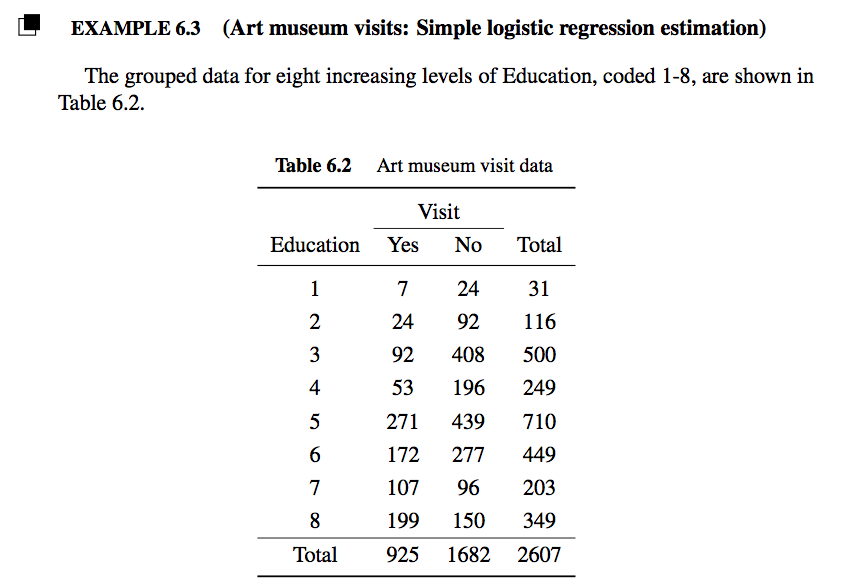 EXAMPLE 6.3 (Art museum visits: Simple logistic regression estimation)
The grouped data for eight increasing levels of Education, coded 1-8, are shown in
Table 6.2.
Table 6.2 Art museum visit data
Visit
Education Yes No Total
1 7 24 31
2 24 92 116
3 92 408 500
4 53 196 249
5 271 439 710
6 172 277 449
7 107 96 203
8 199 150 349
Total 925 1682 2607